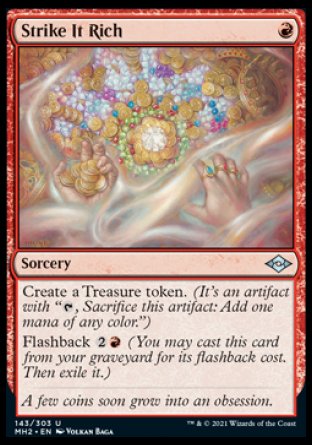 Strike It Rich
Sorcery
Create a Treasure token. (It's an artifact
with “, Sacrifice this artifact: Add one
mana of any color.”)
Flashback 2 (You may cast this
card from your graveyard for its flashback cost.
Then exile it.)
A few coins soon grow into an obsession.
143/303 U
MH2 • EN Volkan Baga
™ & © 2021 Wizards of the Coast